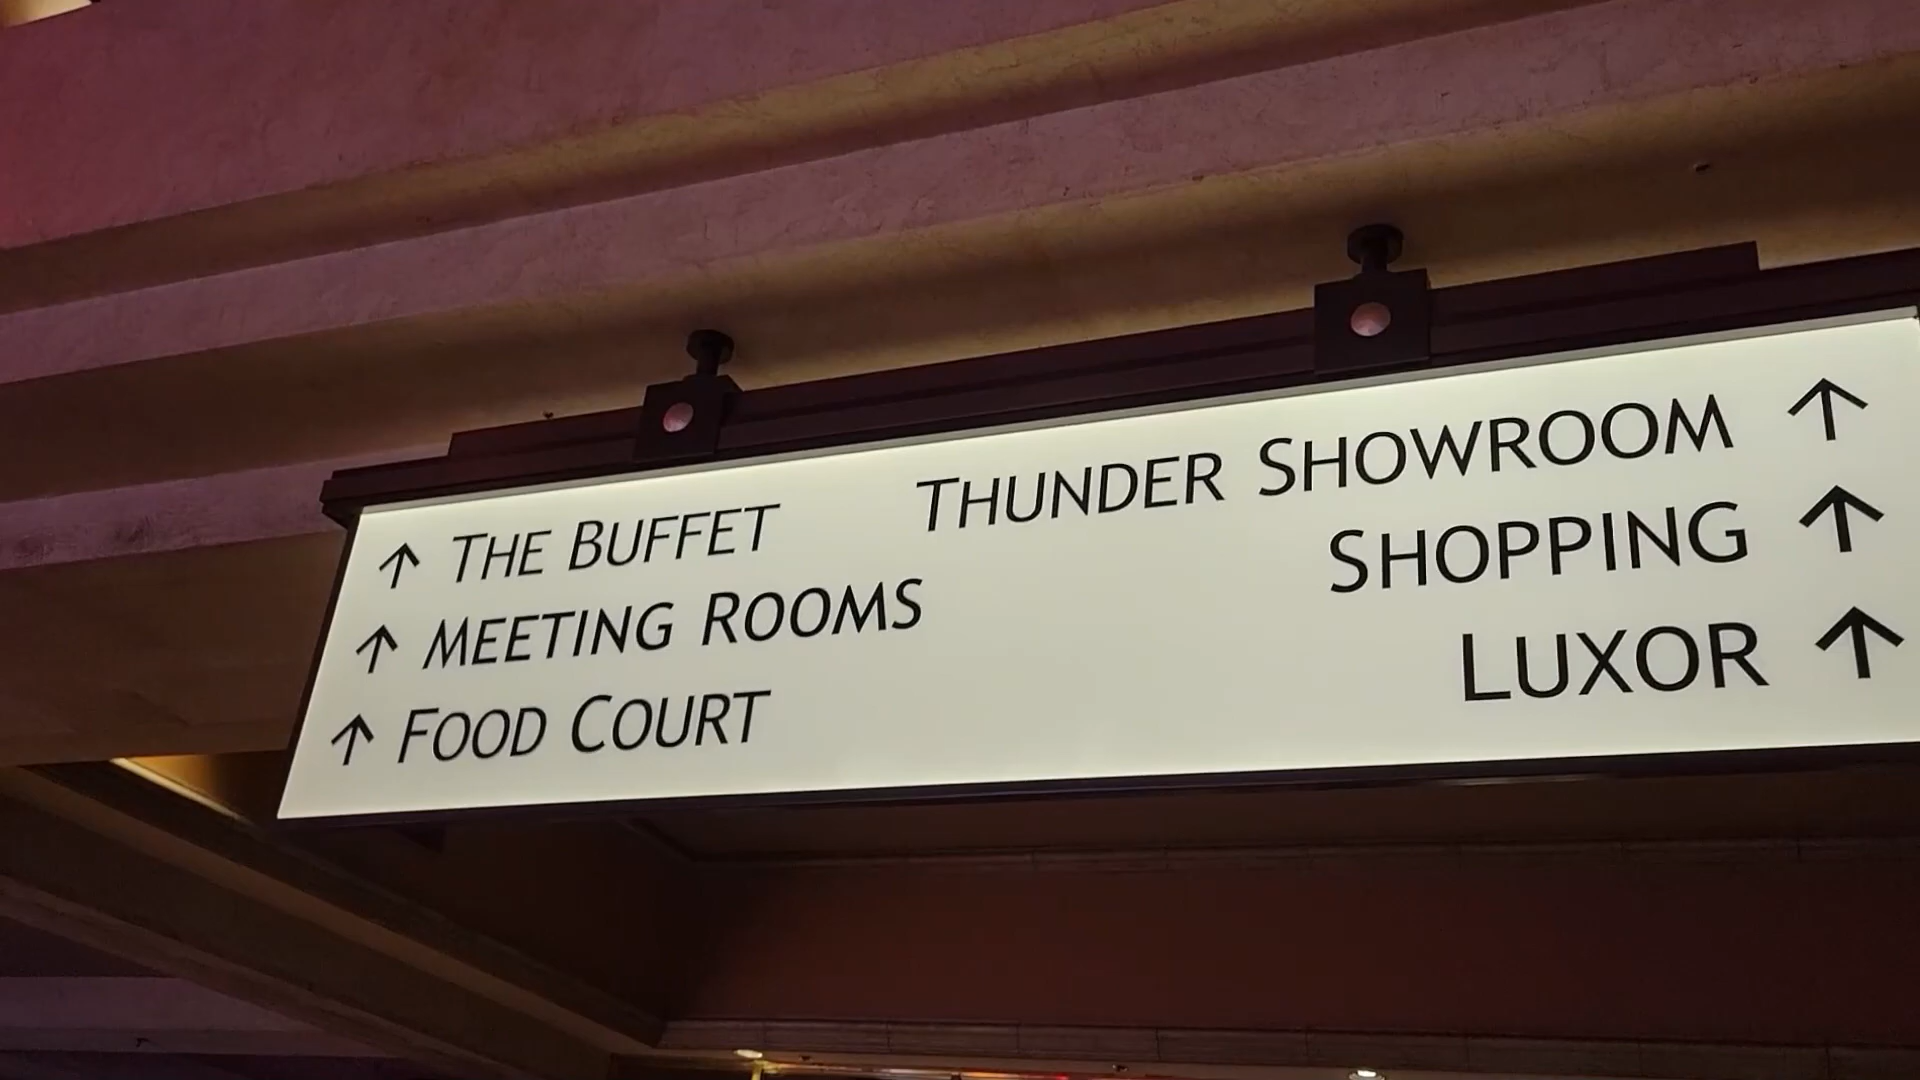 ↑ THE BUFFET
↑ MEETING ROOMS
↑ FOOD COURT
THUNDER SHOWROOM ↑
SHOPPING ↑
LUXOR ↑